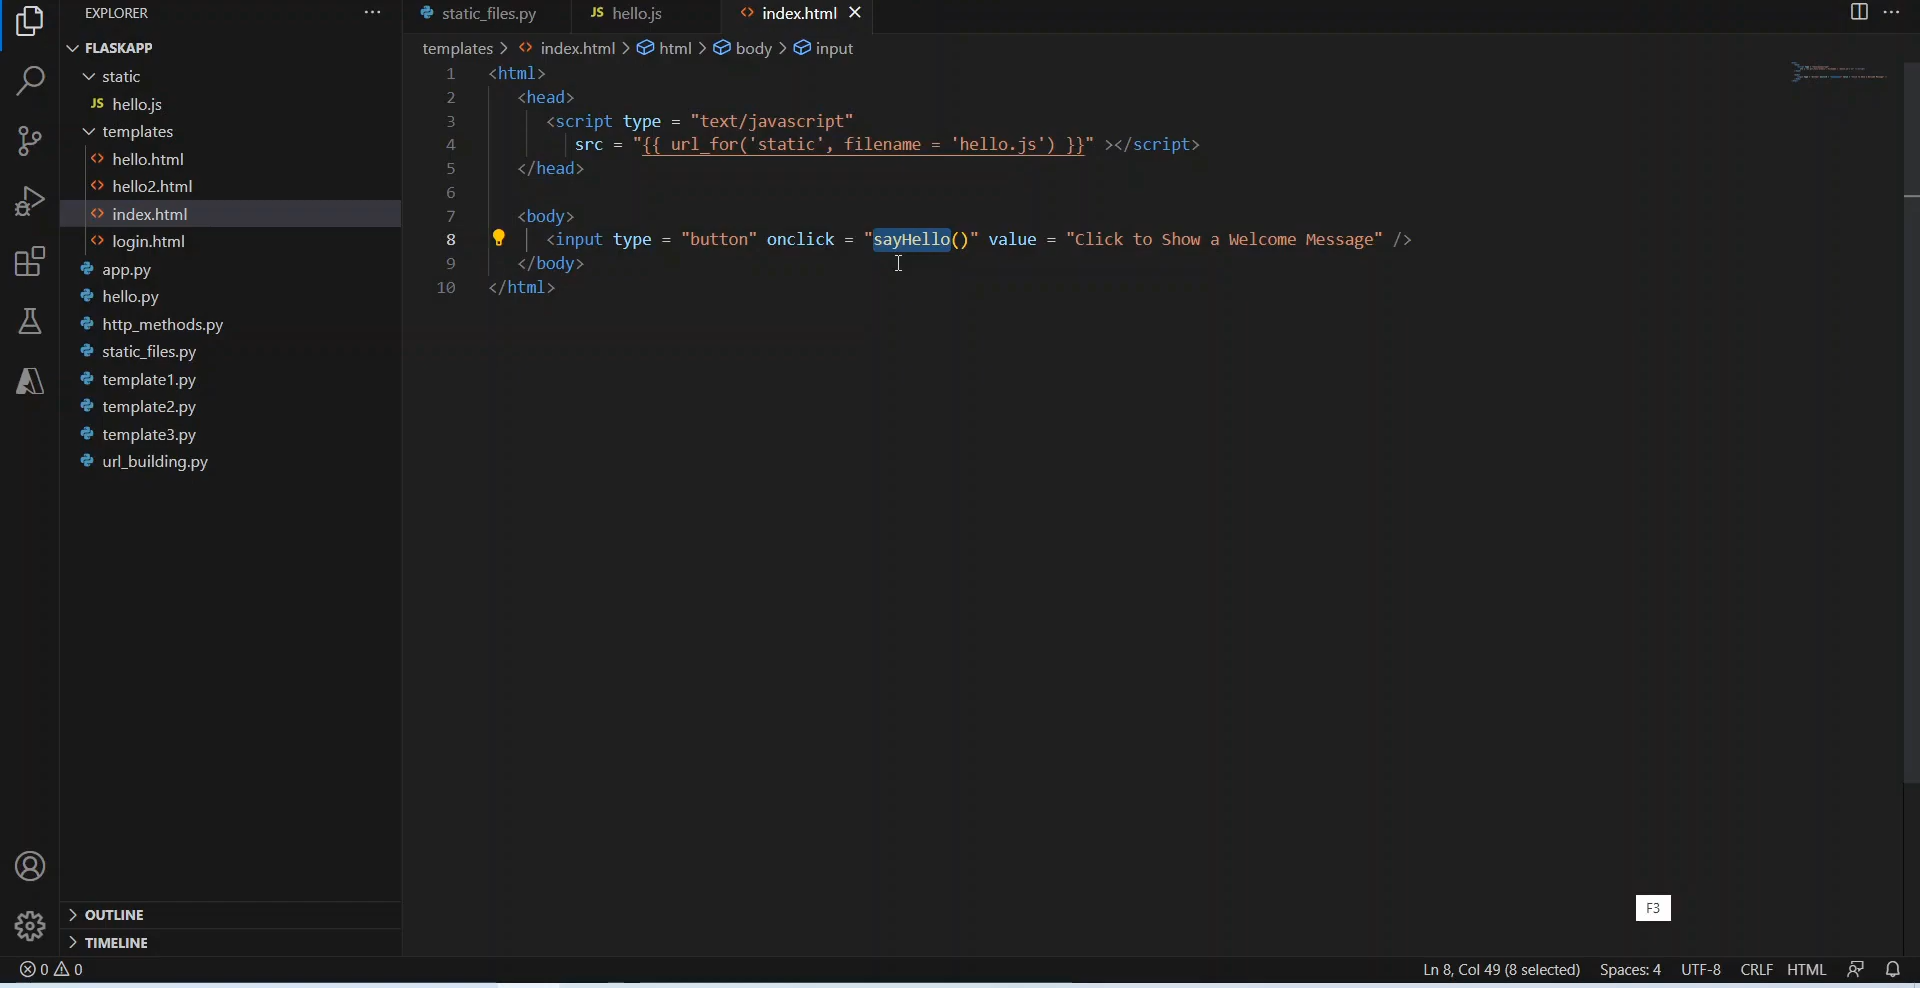 EXPLORER
FLASKAPP
static
JS hello.js
templates
hello.html
hello2.html
index.html
login.html
app.py
hello.py
http_methods.py
static_files.py
template1.py
template2.py
template3.py
url_building.py
OUTLINE
TIMELINE
static_files.py JS hello.js <> index.html
templates > <> index.html > html > body > input
1 <html>
2 <head>
3 <script type = "text/javascript"
4 src = "{{ url_for('static', filename = 'hello.js') }}" ></script>
5 </head>
6
7 <body>
8 <input type = "button" onclick = "sayHello()" value = "Click to Show a Welcome Message" />
9 </body>
10 </html>
F3
0 0 Ln 8, Col 49 (8 selected) Spaces: 4 UTF-8 CRLF HTML